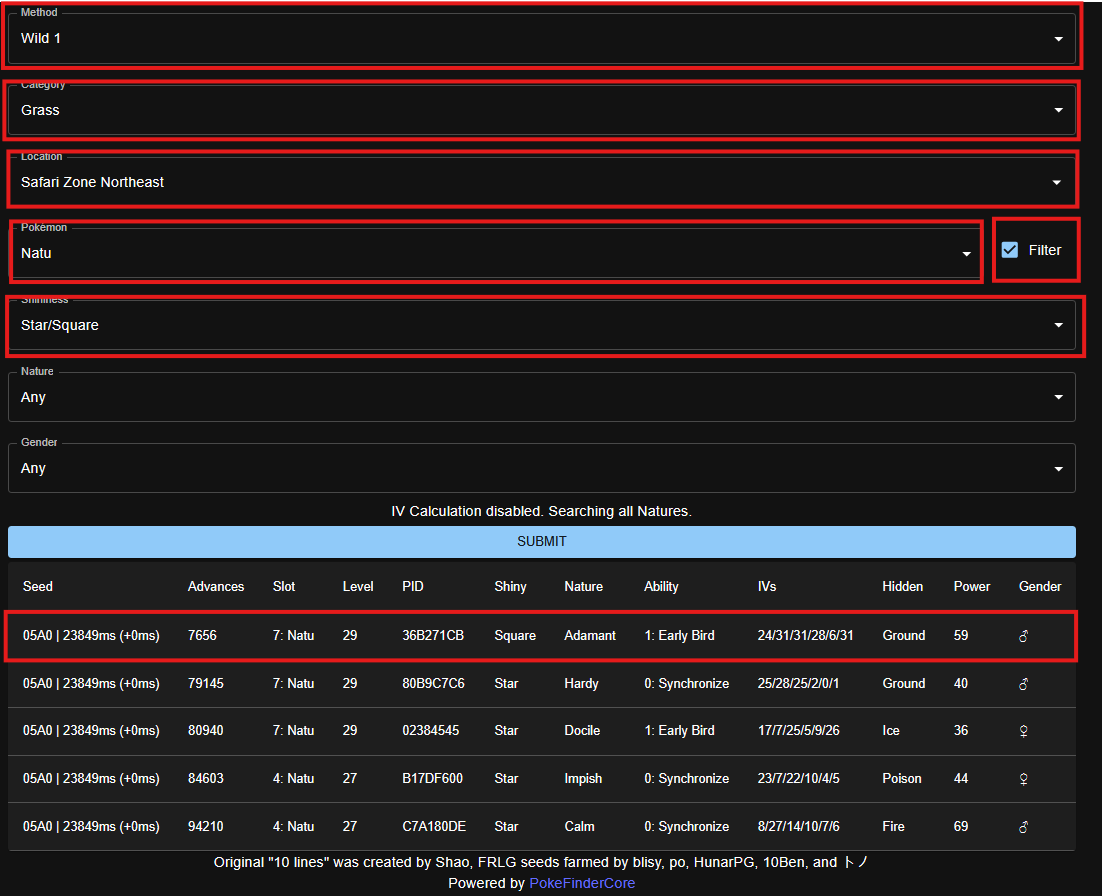 Method
Wild 1
Category
Grass
Location
Safari Zone Northeast
Pokémon
Natu
Filter
Shininess
Star/Square
Nature
Any
Gender
Any
IV Calculation disabled. Searching all Natures.
SUBMIT
Seed Advances Slot Level PID Shiny Nature Ability IVs Hidden Power Gender
05A0 | 23849ms (+0ms) 7656 7: Natu 29 36B271CB Square Adamant 1: Early Bird 24/31/31/28/6/31 Ground 59 ♂
05A0 | 23849ms (+0ms) 79145 7: Natu 29 80B9C7C6 Star Hardy 0: Synchronize 25/28/25/2/0/1 Ground 40 ♂
05A0 | 23849ms (+0ms) 80940 7: Natu 29 02384545 Star Docile 1: Early Bird 17/7/25/5/9/26 Ice 36 ♀
05A0 | 23849ms (+0ms) 84603 4: Natu 27 B17DF600 Star Impish 0: Synchronize 23/7/22/10/4/5 Poison 44 ♀
05A0 | 23849ms (+0ms) 94210 4: Natu 27 C7A180DE Star Calm 0: Synchronize 8/27/14/10/7/6 Fire 69 ♂
Original "10 lines" was created by Shao, FRLG seeds farmed by blisy, po, HunarPG, 10Ben, and トノ
Powered by PokeFinderCore